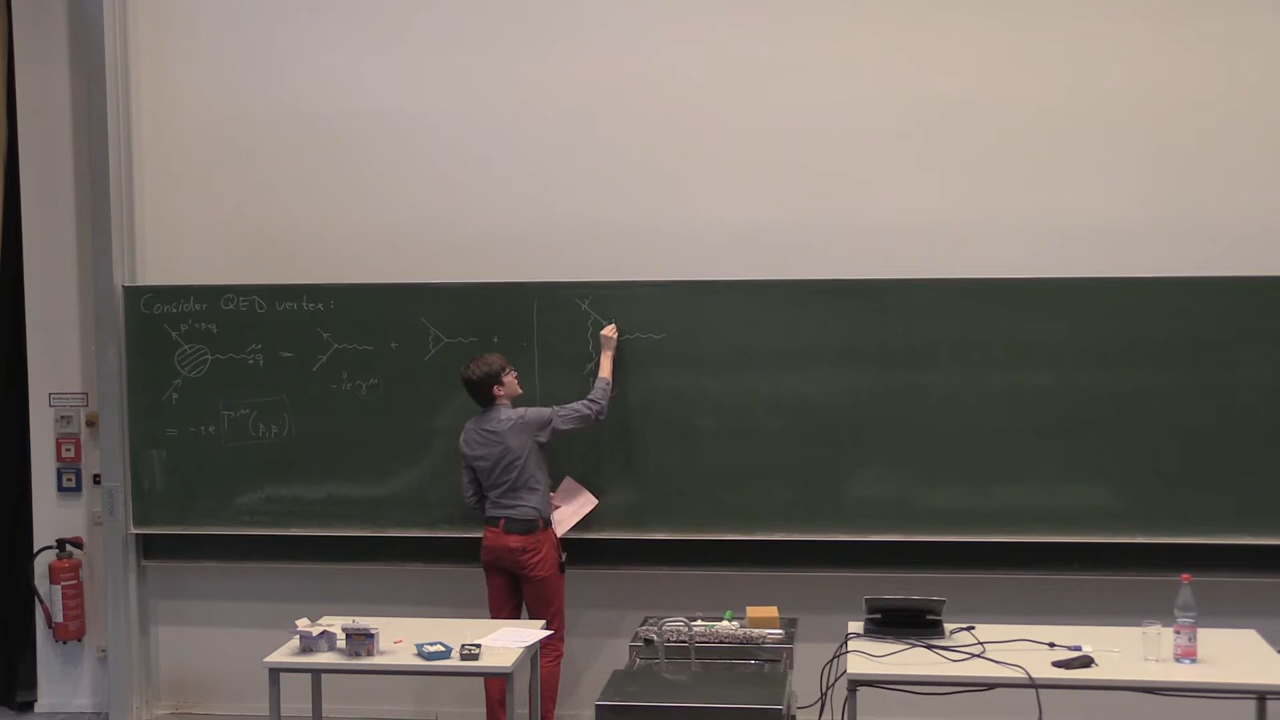 Consider QED vertex:
p' = p+q
μ
q = + + ...
p
-ieγ^μ
= -ie Γ^μ(p,p')